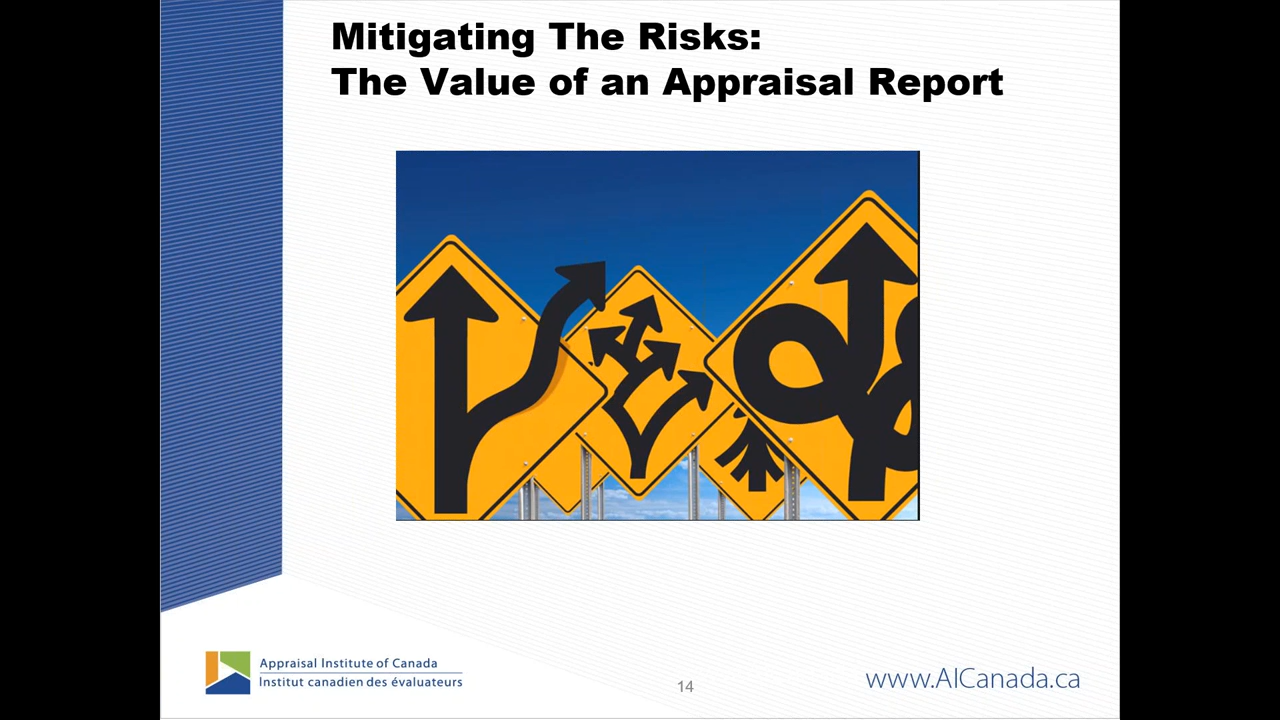 Mitigating The Risks:
The Value of an Appraisal Report
Appraisal Institute of Canada
Institut canadien des évaluateurs
14
www.AICanada.ca